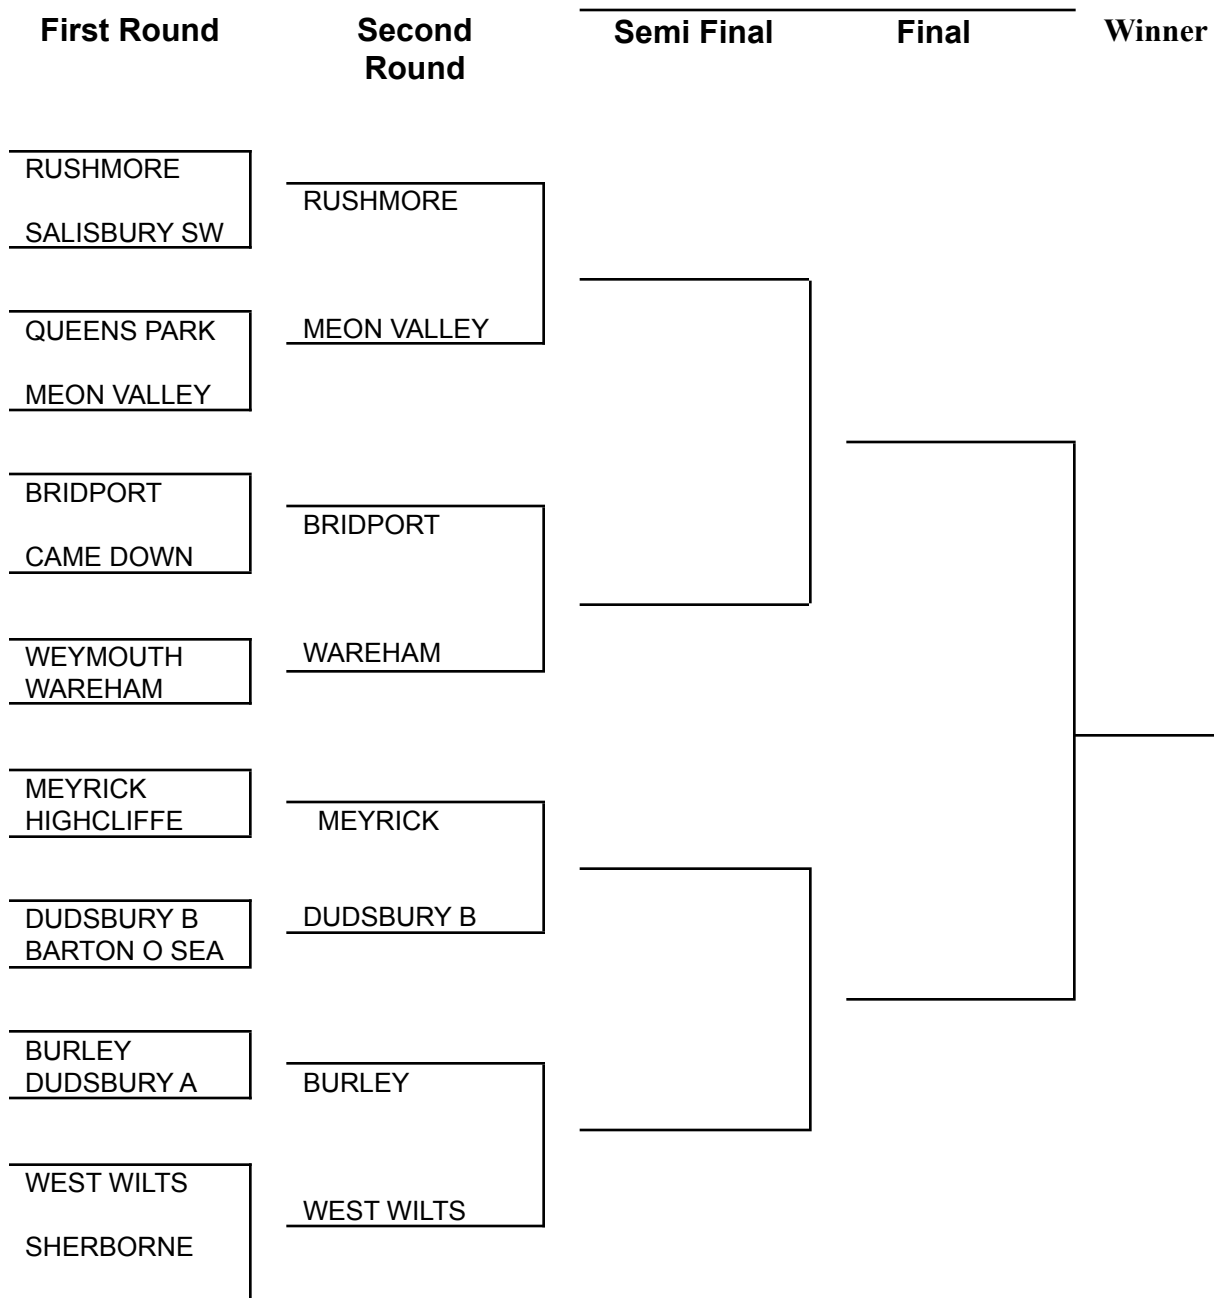 First Round
Second
Round
Semi Final
Final
Winner
RUSHMORE
SALISBURY SW
QUEENS PARK
MEON VALLEY
BRIDPORT
CAME DOWN
WEYMOUTH
WAREHAM
MEYRICK
HIGHCLIFFE
DUDSBURY B
BARTON O SEA
BURLEY
DUDSBURY A
WEST WILTS
SHERBORNE
RUSHMORE
MEON VALLEY
BRIDPORT
WAREHAM
MEYRICK
DUDSBURY B
BURLEY
WEST WILTS